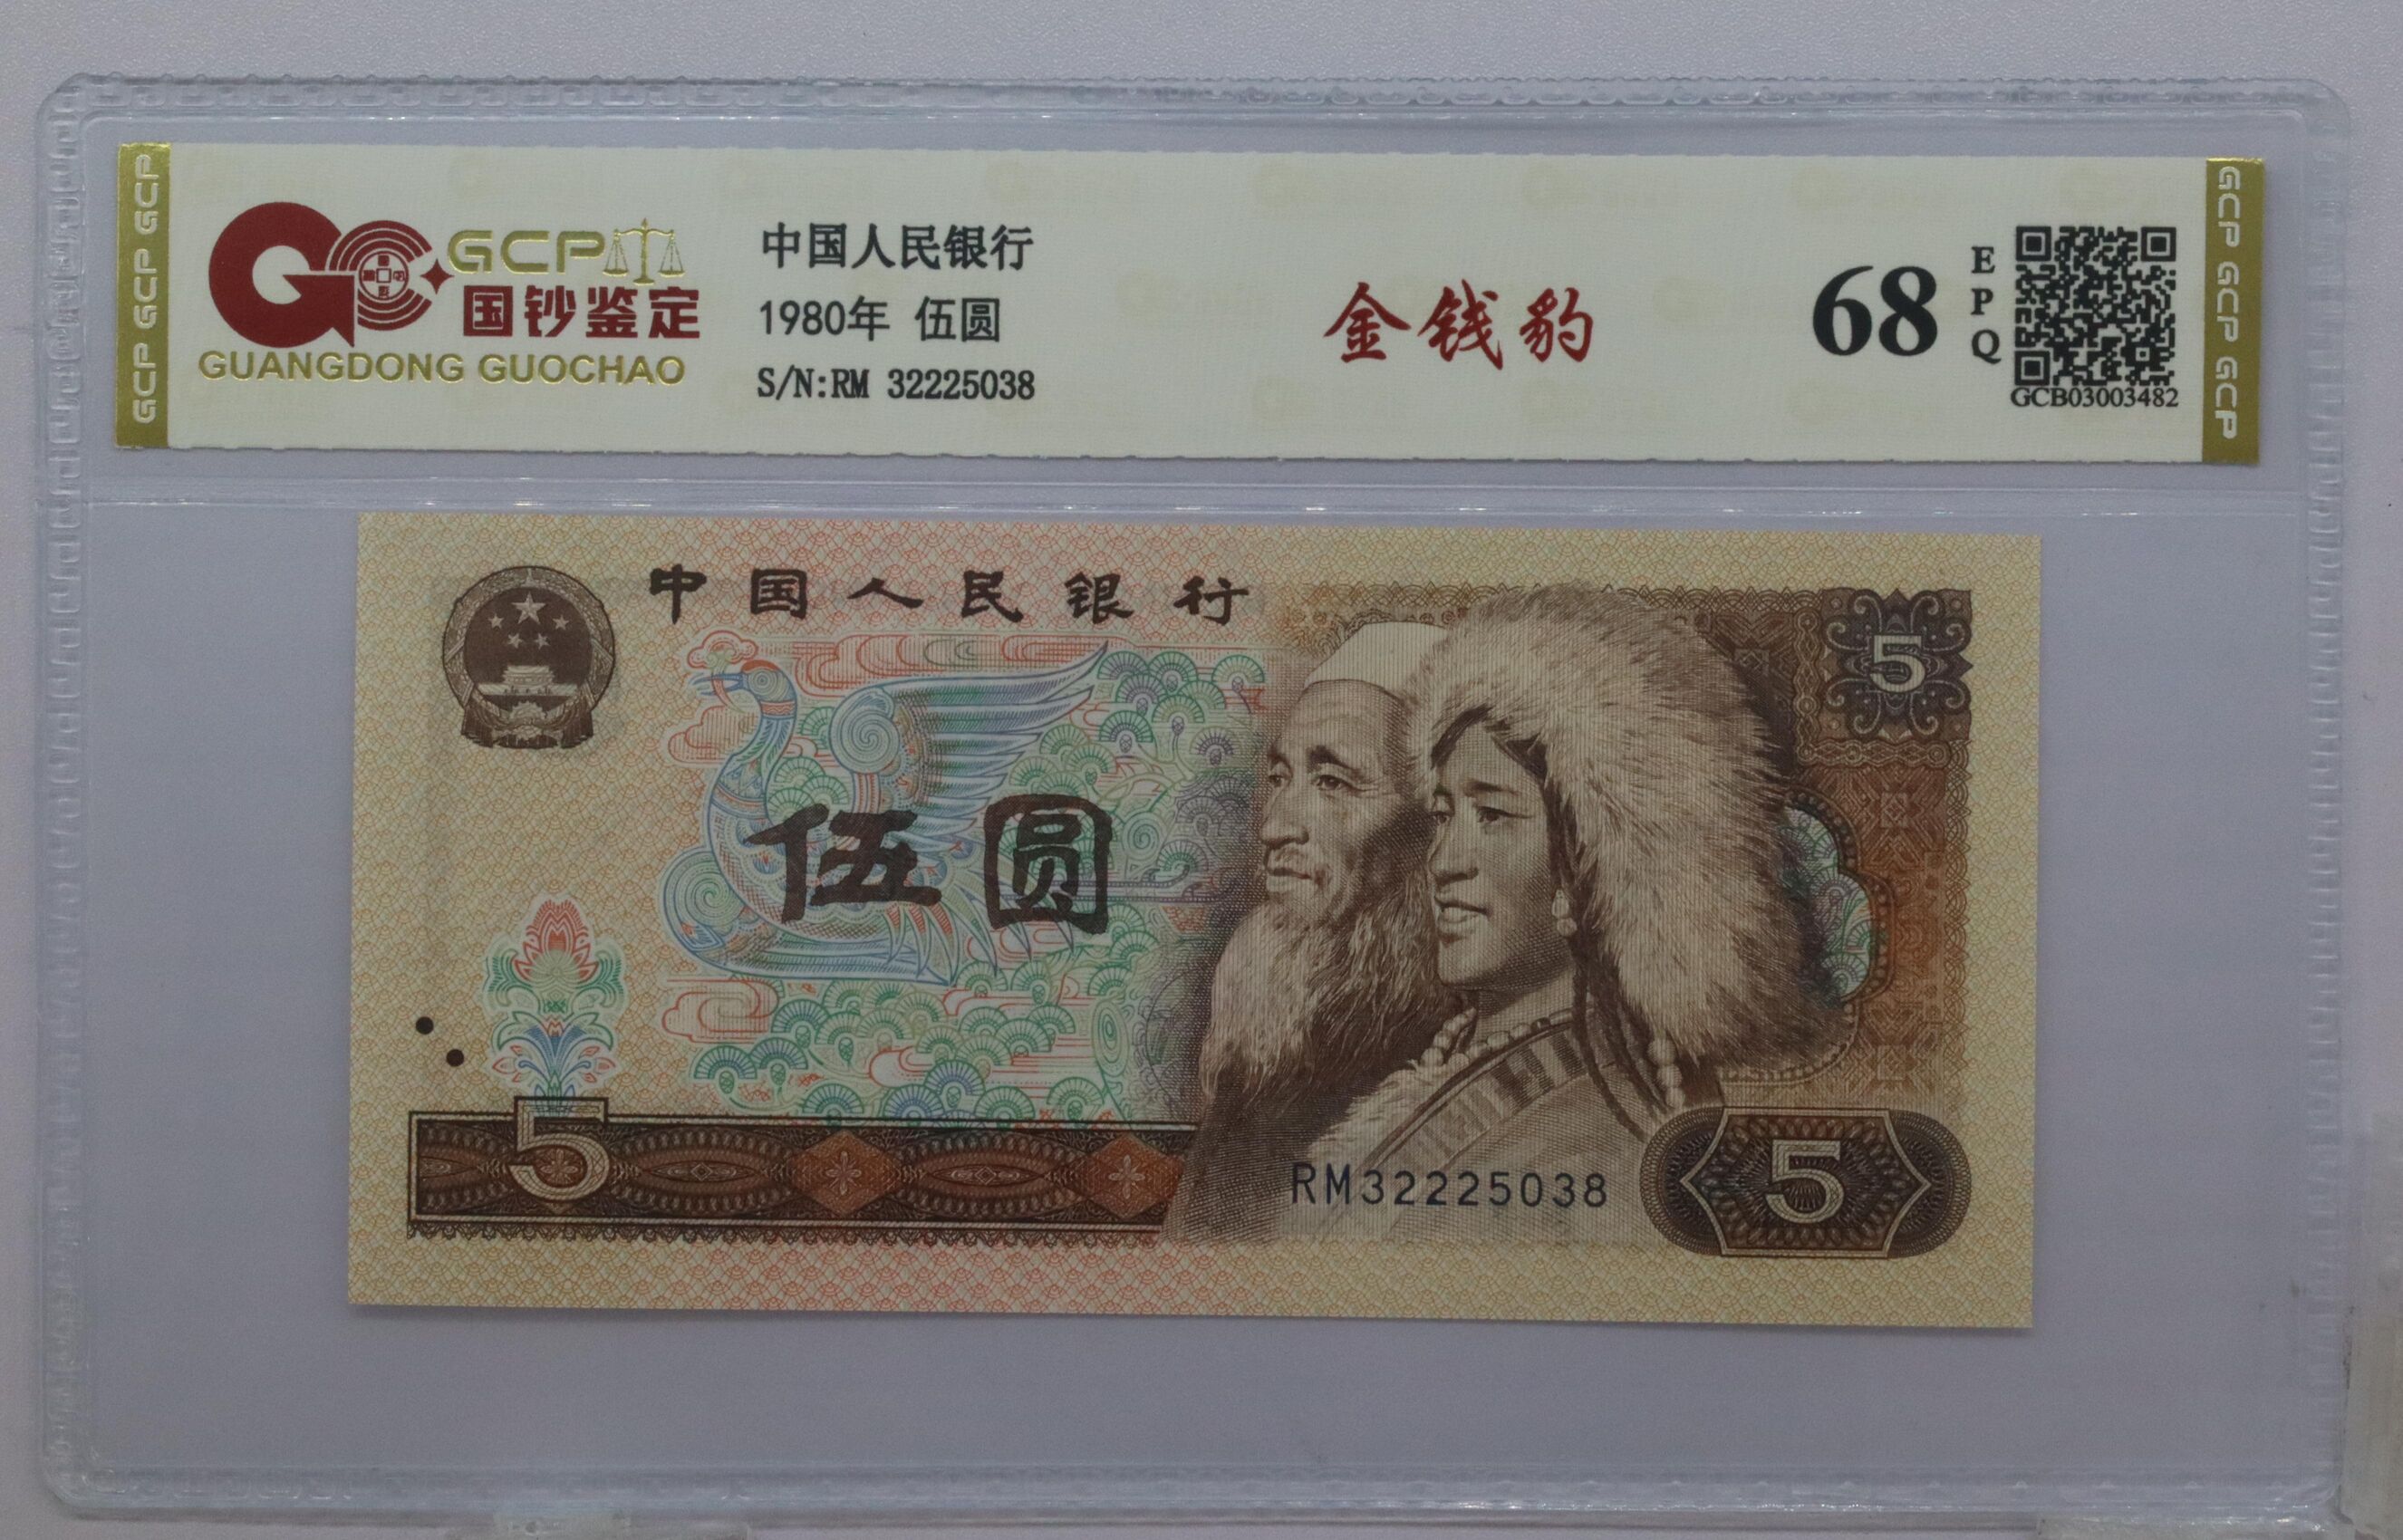 GCP GCP GCP
GCP
国钞鉴定
GUANGDONG GUOCHAO
中国人民银行
1980年 伍圆
S/N:RM 32225038
金钱豹
68
E
P
Q
GCB03003482
GCP GCP GCP
中国人民银行
5
伍圆
5
RM32225038
5